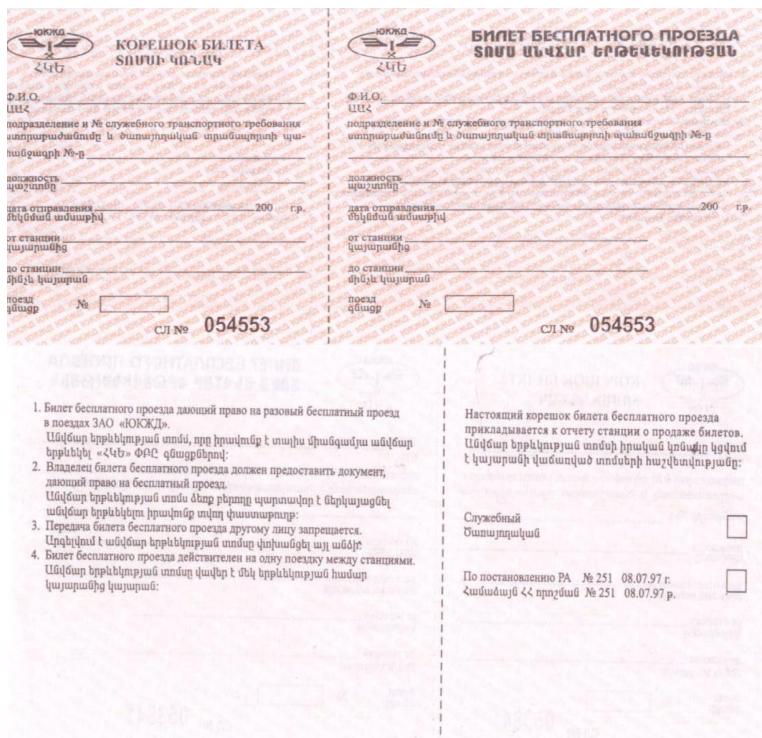 ЮКЖД
ՀԿԵ
КОРЕШОК БИЛЕТА
ՏՈՄՍԻ ԿՌՆԱԿ
Ф.И.О.
ԱԱՀ
подразделение и № служебного транспортного требования
ստորաբաժանումը և ծառայողական տրանսպորտի պա-
հանջագրի №-ը
должность
պաշտոնը
дата отправления 200 г.р.
մեկնման ամսաթիվ
от станции
կայարանից
до станции
մինչև կայարան
поезд №
գնացք
СЛ № 054553
ЮКЖД
ՀԿԵ
БИЛЕТ БЕСПЛАТНОГО ПРОЕЗДА
ՏՈՄՍ ԱՆՎՃԱՐ ԵՐԹԵՎԵԿՈՒԹՅԱՆ
Ф.И.О.
ԱԱՀ
подразделение и № служебного транспортного требования
ստորաբաժանումը և ծառայողական տրանսպորտի պահանջագրի №-ը
должность
պաշտոնը
дата отправления 200 г.р.
մեկնման ամսաթիվ
от станции
կայարանից
до станции
մինչև կայարան
поезд №
գնացք
СЛ № 054553
1. Билет бесплатного проезда дающий право на разовый бесплатный проезд
в поездах ЗАО «ЮКЖД».
Անվճար երթևեկության տոմս, որը իրավունք է տալիս միանգամյա անվճար
երթևեկել «ՀԿԵ» ՓԲԸ գնացքներով:
2. Владелец билета бесплатного проезда должен предоставить документ,
дающий право на бесплатный проезд.
Անվճար երթևեկության տոմս ձեռք բերողը պարտավոր է ներկայացնել
անվճար երթևեկելու իրավունք տվող փաստաթուղթ:
3. Передача билета бесплатного проезда другому лицу запрещается.
Արգելվում է անվճար երթևեկության տոմսը փոխանցել այլ անձի:
4. Билет бесплатного проезда действителен на одну поездку между станциями.
Անվճար երթևեկության տոմսը վավեր է մեկ երթևեկության համար
կայարանից կայարան:
Настоящий корешок билета бесплатного проезда
прикладывается к отчету станции о продаже билетов.
Անվճար երթևեկության տոմսի իրական կռնակը կցվում
է կայարանի վաճառված տոմսերի հաշվետվությանը:
Служебный
Ծառայողական
По постановлению РА № 251 08.07.97 г.
Համաձայն ՀՀ որոշման № 251 08.07.97 р.